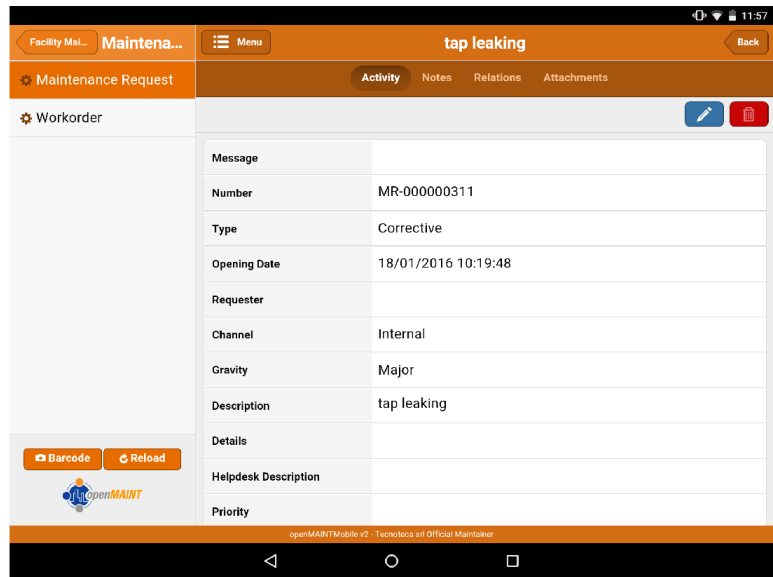 11:57
Facility Mai... Maintena... Menu tap leaking Back
Maintenance Request Activity Notes Relations Attachments
Workorder
Message
Number MR-000000311
Type Corrective
Opening Date 18/01/2016 10:19:48
Requester
Channel Internal
Gravity Major
Description tap leaking
Details
Barcode Reload
Helpdesk Description
openMAINT
Priority
openMAINTMobile v2 - Tecnoteca srl Official Maintainer